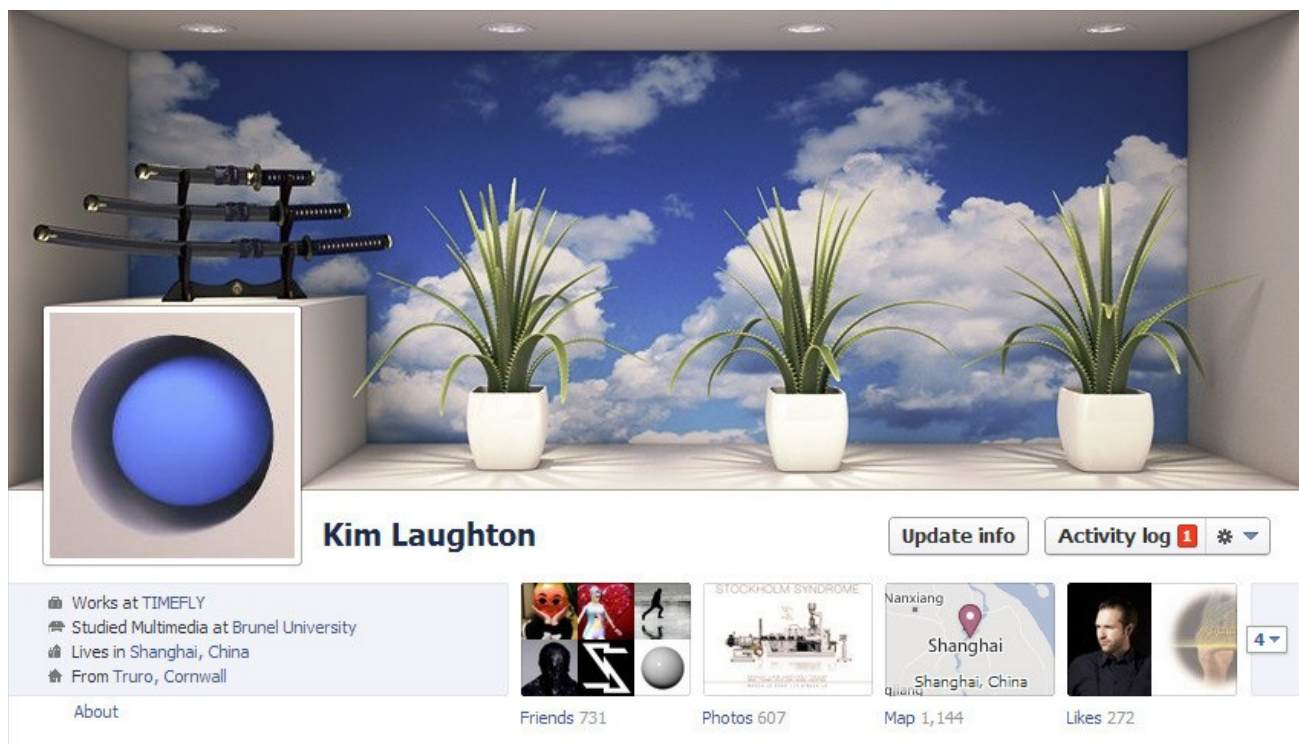 Kim Laughton
Update info
Activity log 1
Works at TIMEFLY
Studied Multimedia at Brunel University
Lives in Shanghai, China
From Truro, Cornwall
About
STOCKHOLM SYNDROME
Nanxiang
Shanghai
Shanghai, China
qiang
4
Friends 731
Photos 607
Map 1,144
Likes 272